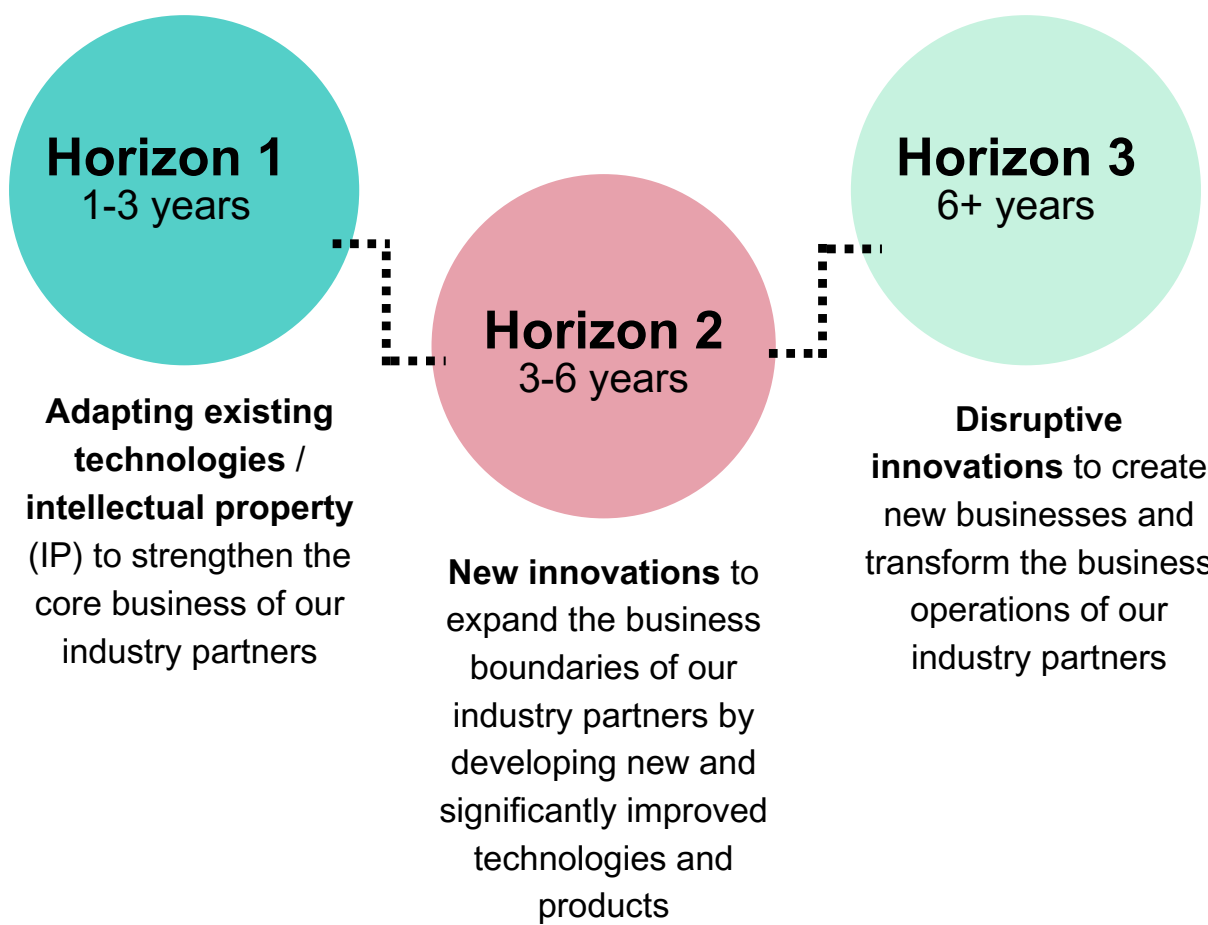 Horizon 1
1-3 years
Adapting existing
technologies /
intellectual property
(IP) to strengthen the
core business of our
industry partners
Horizon 2
3-6 years
New innovations to
expand the business
boundaries of our
industry partners by
developing new and
significantly improved
technologies and
products
Horizon 3
6+ years
Disruptive
innovations to create
new businesses and
transform the business
operations of our
industry partners